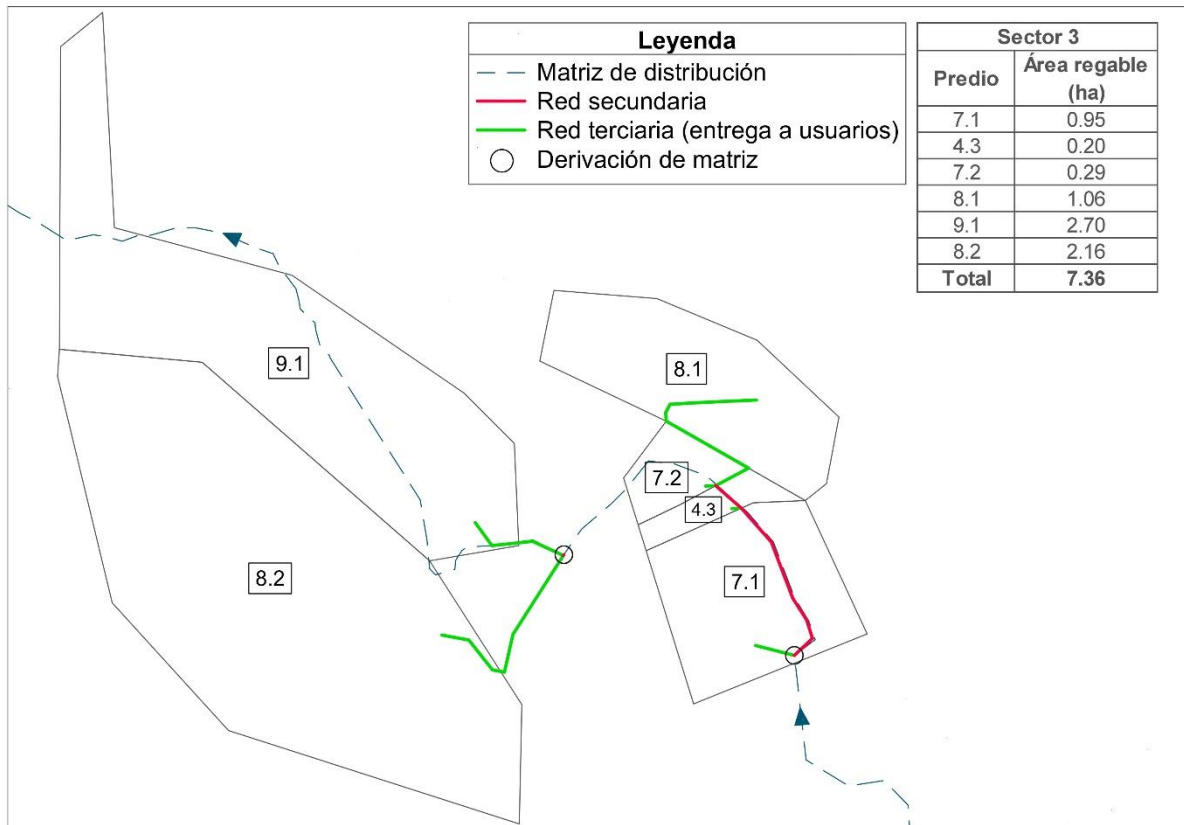 Leyenda
Matriz de distribución
Red secundaria
Red terciaria (entrega a usuarios)
Derivación de matriz
Sector 3
Predio Área regable (ha)
7.1 0.95
4.3 0.20
7.2 0.29
8.1 1.06
9.1 2.70
8.2 2.16
Total 7.36
9.1
8.1
7.2
4.3
8.2
7.1